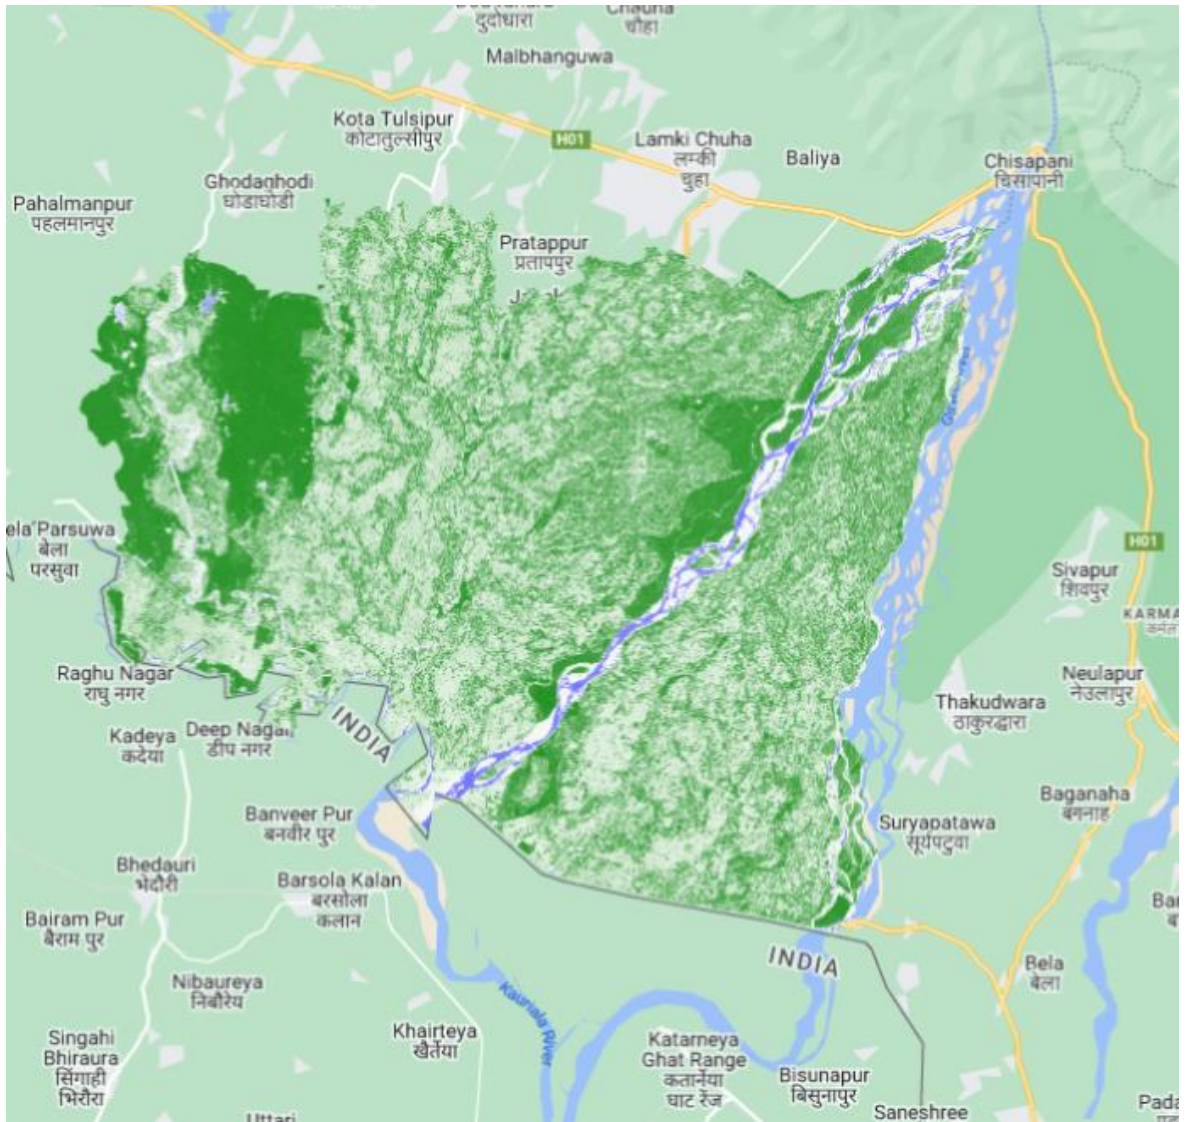 दुदोधारा
चौहा
Malbhanguwa
Kota Tulsipur
कोटातुल्सीपुर
H01
Lamki Chuha
लम्की
चुहा
Baliya
Chisapani
चिसापानी
Ghodaghodi
घोडाघोडी
Pahalmanpur
पहलमानपुर
Pratappur
प्रतापपुर
ela Parsuwa
बेला
परसुवा
H01
Sivapur
शिवपुर
KARMA
Raghu Nagar
राघु नगर
Neulapur
नेउलापुर
Thakudwara
ठाकुरद्वारा
Kadeya
कदेया
Deep Nagar
डीप नगर
INDIA
Baganaha
बगनाह
Banveer Pur
बनवीर पुर
Suryapatawa
सूर्यपटुवा
Bhedauri
भेदौरी
Barsola Kalan
बरसोला
कलान
Bairam Pur
बैराम पुर
INDIA
Bela
बेला
Nibaureya
निबौरेय
Kauriala River
Khairteya
खैर्तेया
Singahi
Bhiraura
सिंगाही
भिरौरा
Katarneya
Ghat Range
कतार्नेया
घाट रेंज
Bisunapur
बिसुनापुर
Saneshree
Uttari
Pada